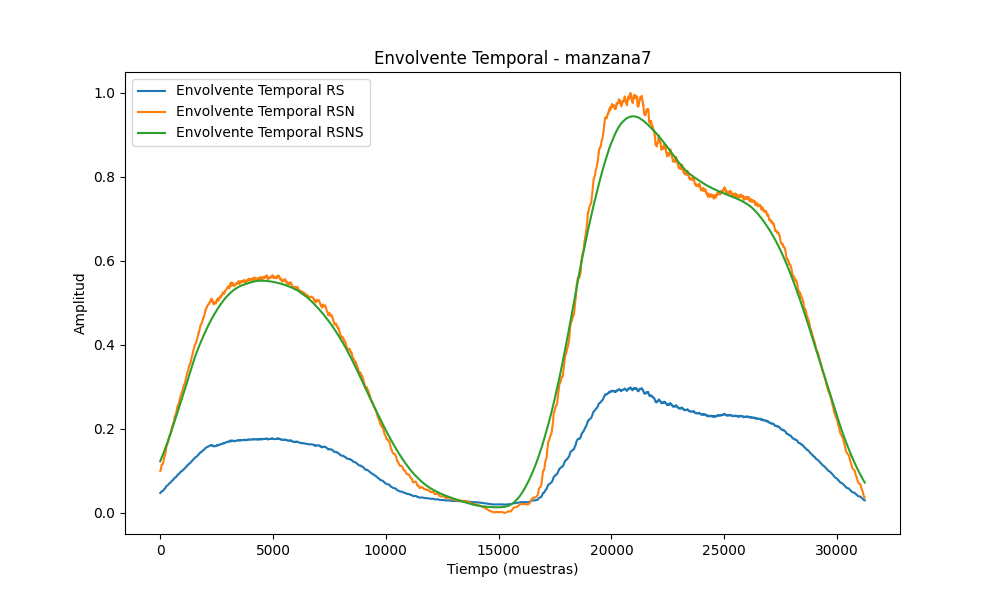 Envolvente Temporal - manzana7
Envolvente Temporal RS
Envolvente Temporal RSN
Envolvente Temporal RSNS
1.0
0.8
0.6
0.4
0.2
0.0
Amplitud
0 5000 10000 15000 20000 25000 30000
Tiempo (muestras)